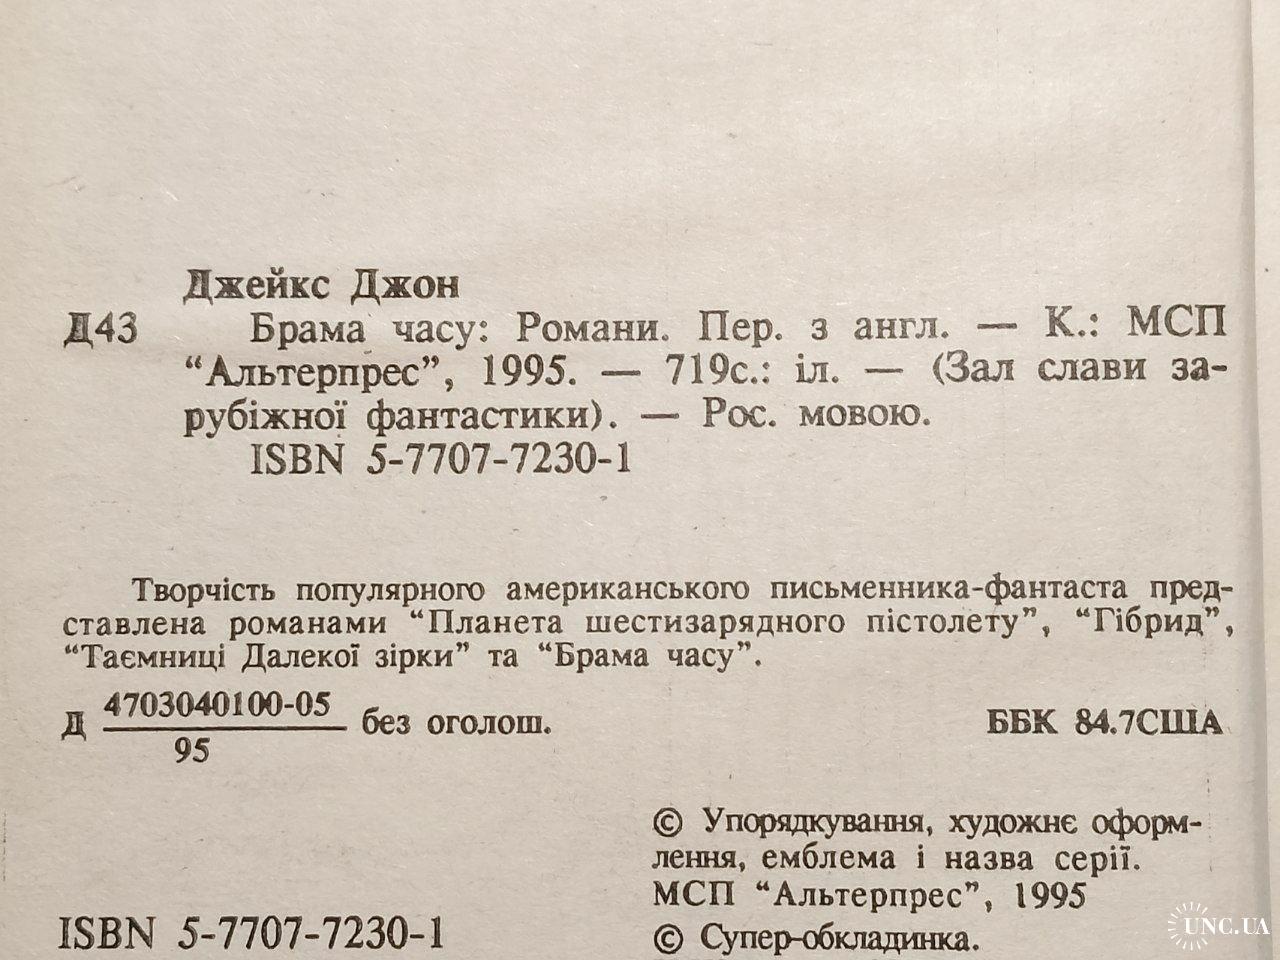 Джейкс Джон
Д43 Брама часу: Романи. Пер. з англ. — К.: МСП
“Альтерпрес”, 1995. — 719с.: іл. — (Зал слави за-
рубіжної фантастики). — Рос. мовою.
ISBN 5-7707-7230-1
Творчість популярного американського письменника-фантаста пред-
ставлена романами “Планета шестизарядного пістолету”, “Гібрид”,
“Таємниці Далекої зірки” та “Брама часу”.
4703040100-05
Д без оголош.
95
ББК 84.7США
© Упорядкування, художнє оформ-
лення, емблема і назва серії.
МСП “Альтерпрес”, 1995
ISBN 5-7707-7230-1
© Супер-обкладинка.
UNC.UA